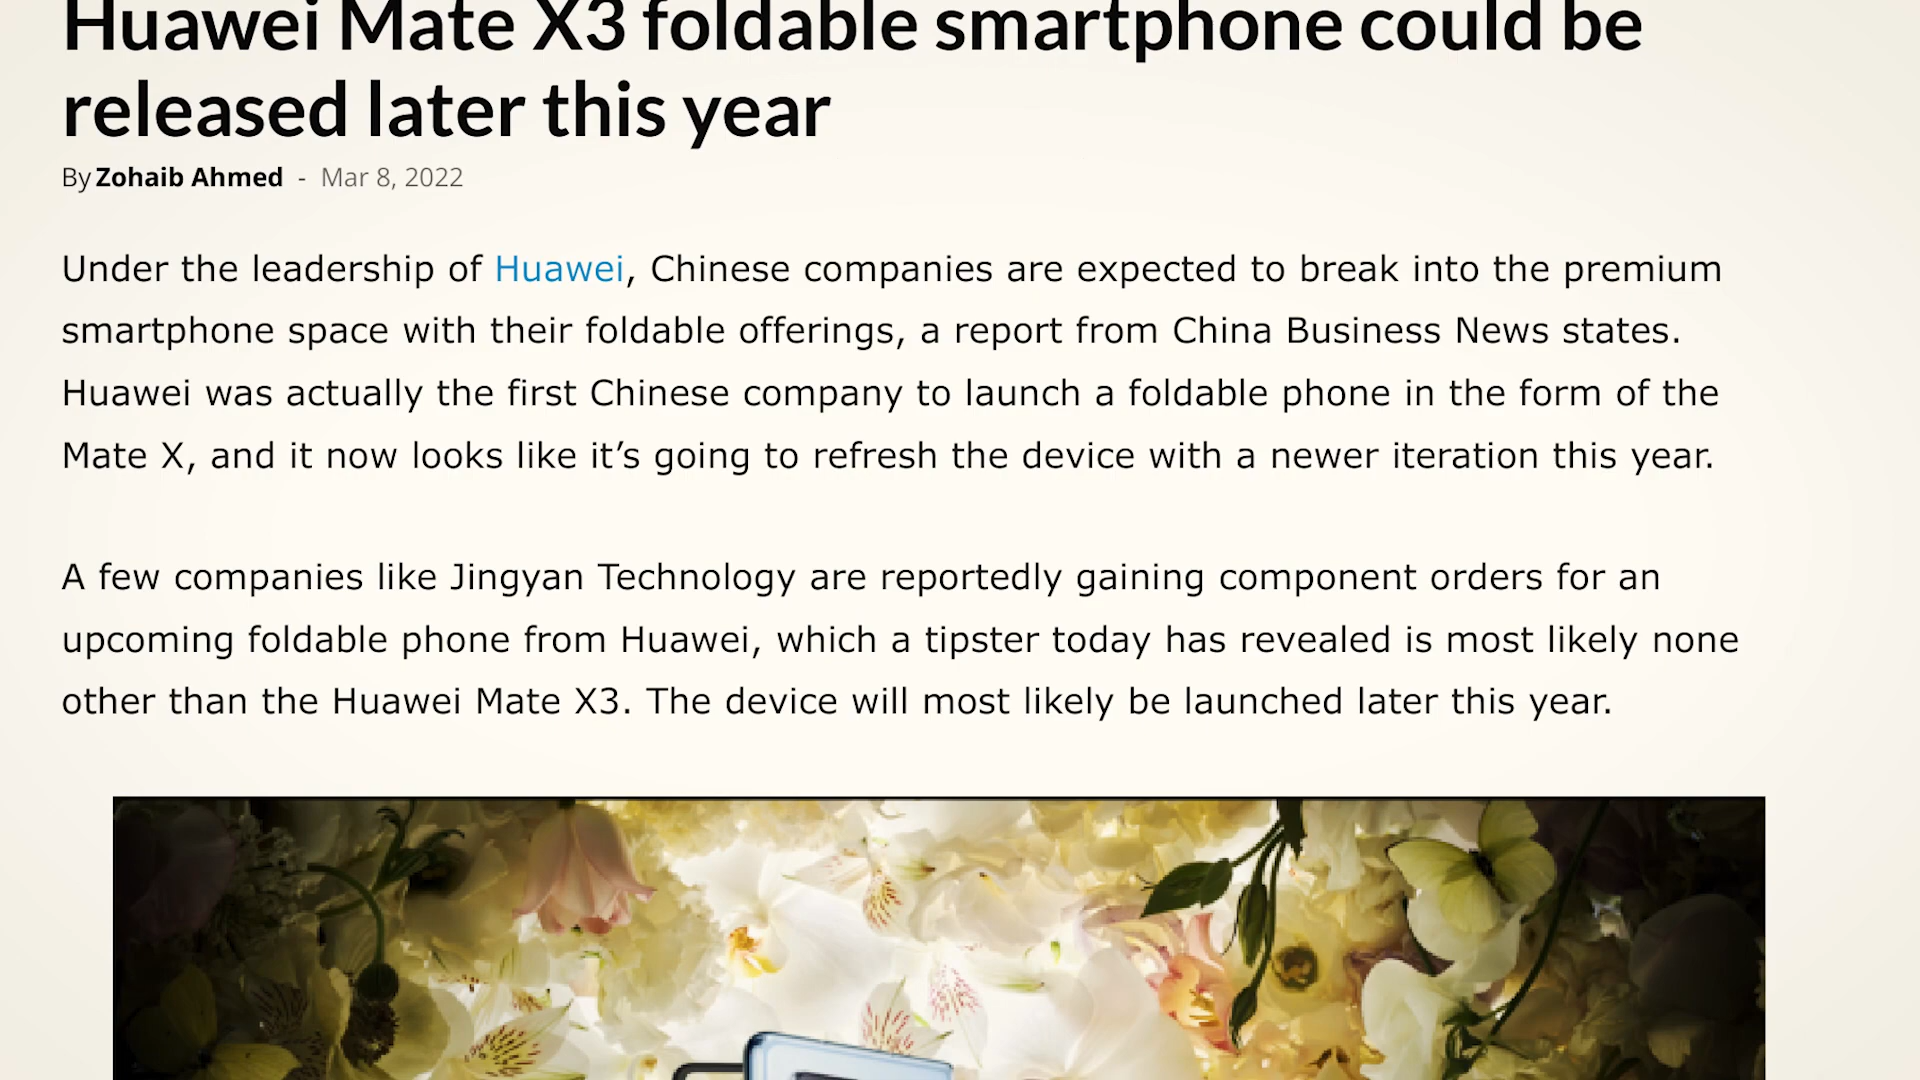 Huawei Mate X3 foldable smartphone could be
released later this year
By Zohaib Ahmed - Mar 8, 2022
Under the leadership of Huawei, Chinese companies are expected to break into the premium
smartphone space with their foldable offerings, a report from China Business News states.
Huawei was actually the first Chinese company to launch a foldable phone in the form of the
Mate X, and it now looks like it’s going to refresh the device with a newer iteration this year.
A few companies like Jingyan Technology are reportedly gaining component orders for an
upcoming foldable phone from Huawei, which a tipster today has revealed is most likely none
other than the Huawei Mate X3. The device will most likely be launched later this year.